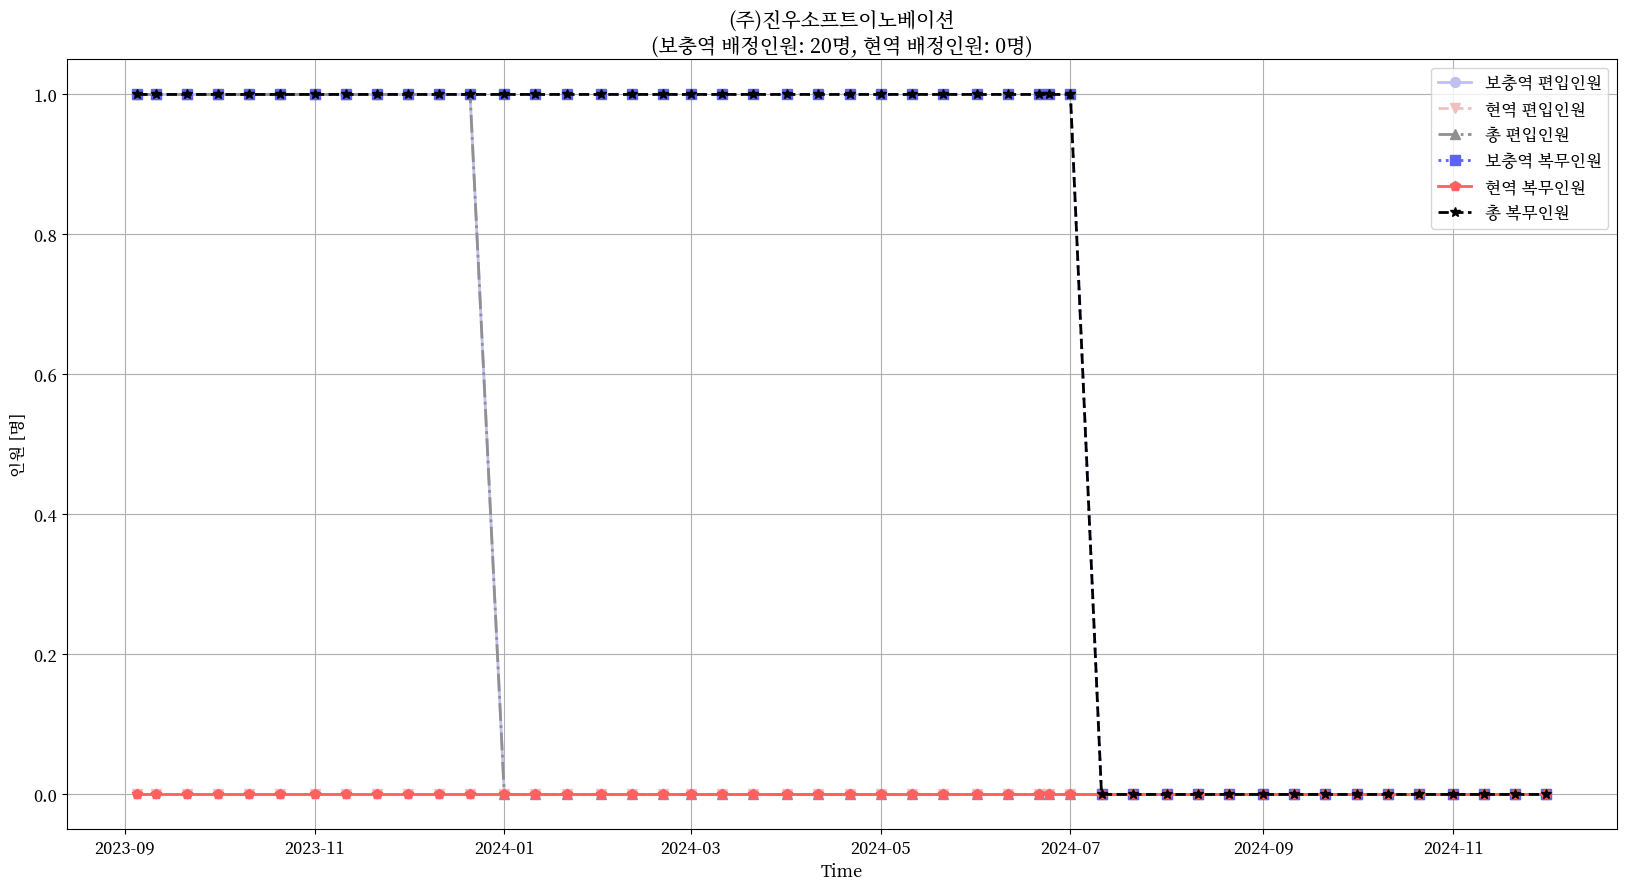 (주)진우소프트이노베이션
(보충역 배정인원: 20명, 현역 배정인원: 0명)
보충역 편입인원
현역 편입인원
총 편입인원
보충역 복무인원
현역 복무인원
총 복무인원
인원 [명]
1.0
0.8
0.6
0.4
0.2
0.0
2023-09
2023-11
2024-01
2024-03
2024-05
2024-07
2024-09
2024-11
Time